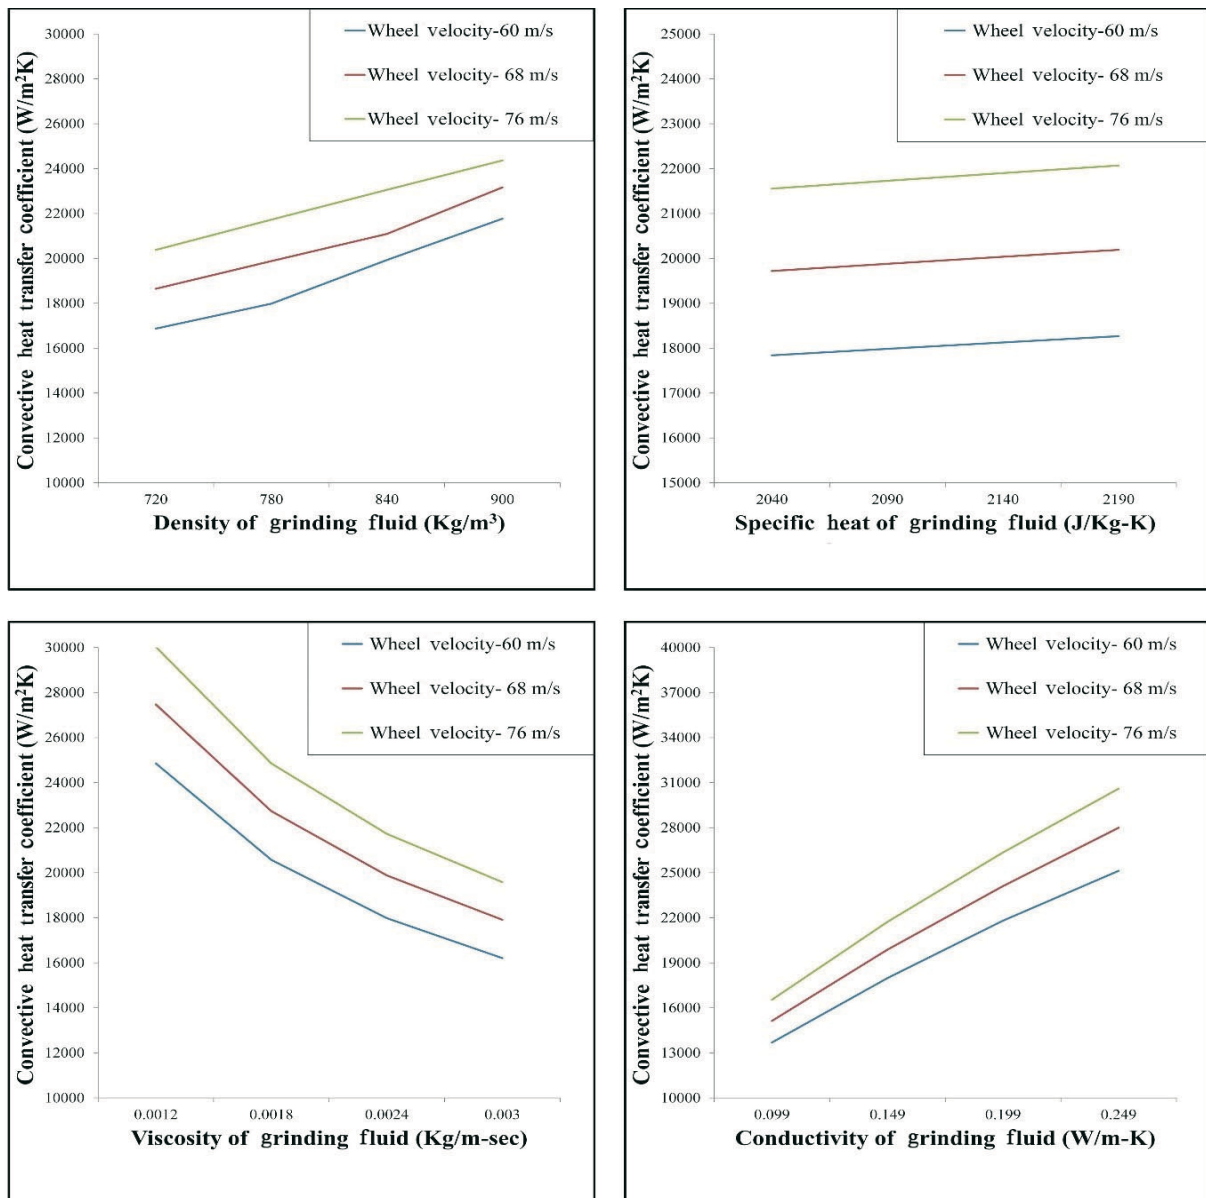 Convective heat transfer coefficient (W/m²K)
30000
28000
26000
24000
22000
20000
18000
16000
14000
12000
10000
Wheel velocity-60 m/s
Wheel velocity- 68 m/s
Wheel velocity- 76 m/s
720 780 840 900
Density of grinding fluid (Kg/m³)
Convective heat transfer coefficient (W/m²K)
25000
24000
23000
22000
21000
20000
19000
18000
17000
16000
15000
Wheel velocity-60 m/s
Wheel velocity- 68 m/s
Wheel velocity- 76 m/s
2040 2090 2140 2190
Specific heat of grinding fluid (J/Kg-K)
Convective heat transfer coefficient (W/m²K)
30000
28000
26000
24000
22000
20000
18000
16000
14000
12000
10000
Wheel velocity-60 m/s
Wheel velocity- 68 m/s
Wheel velocity- 76 m/s
0.0012 0.0018 0.0024 0.003
Viscosity of grinding fluid (Kg/m-sec)
Convective heat transfer coefficient (W/m²K)
40000
37000
34000
31000
28000
25000
22000
19000
16000
13000
10000
Wheel velocity- 60 m/s
Wheel velocity- 68 m/s
Wheel velocity- 76 m/s
0.099 0.149 0.199 0.249
Conductivity of grinding fluid (W/m-K)